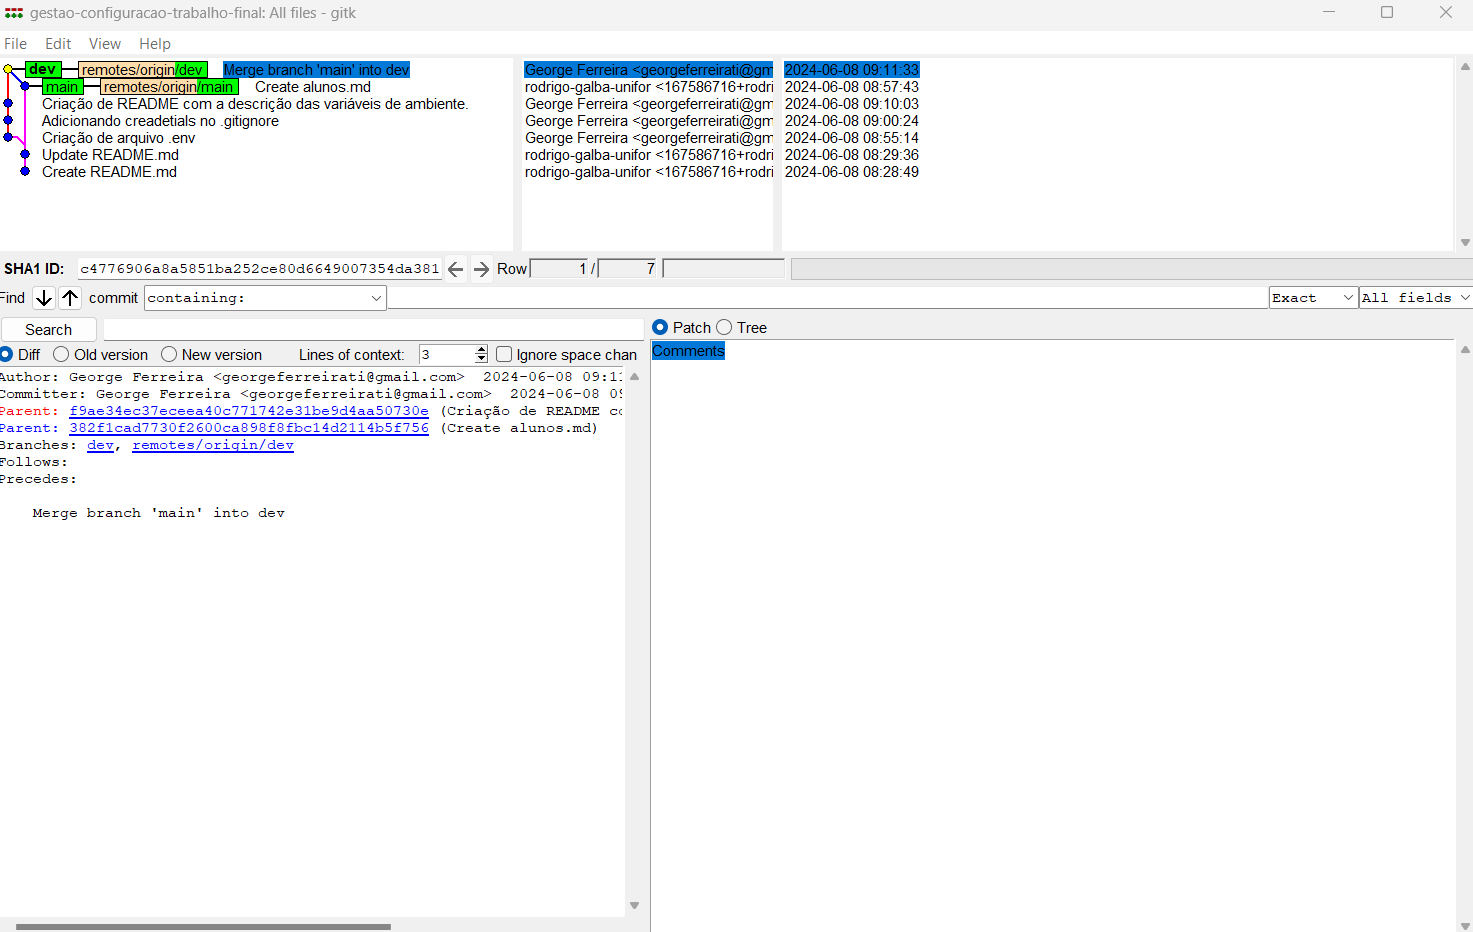 gestao-configuracao-trabalho-final: All files - gitk
File Edit View Help
dev remotes/origin/dev Merge branch 'main' into dev George Ferreira <georgeferreirati@gm 2024-06-08 09:11:33
main remotes/origin/main Create alunos.md rodrigo-galba-unifor <167586716+rodri 2024-06-08 08:57:43
Criação de README com a descrição das variáveis de ambiente. George Ferreira <georgeferreirati@gm 2024-06-08 09:10:03
Adicionando creadetials no .gitignore George Ferreira <georgeferreirati@gm 2024-06-08 09:00:24
Criação de arquivo .env George Ferreira <georgeferreirati@gm 2024-06-08 08:55:14
Update README.md rodrigo-galba-unifor <167586716+rodri 2024-06-08 08:29:36
Create README.md rodrigo-galba-unifor <167586716+rodri 2024-06-08 08:28:49
SHA1 ID: c4776906a8a5851ba252ce80d6649007354da381 Row 1 / 7
Find commit containing: Exact All fields
Search Patch Tree
Diff Old version New version Lines of context: 3 Ignore space chan
Comments
Author: George Ferreira <georgeferreirati@gmail.com> 2024-06-08 09:11
Committer: George Ferreira <georgeferreirati@gmail.com> 2024-06-08 09
Parent: f9ae34ec37eceea40c771742e31be9d4aa50730e (Criação de README co
Parent: 382f1cad7730f2600ca898f8fbc14d2114b5f756 (Create alunos.md)
Branches: dev, remotes/origin/dev
Follows:
Precedes:
Merge branch 'main' into dev